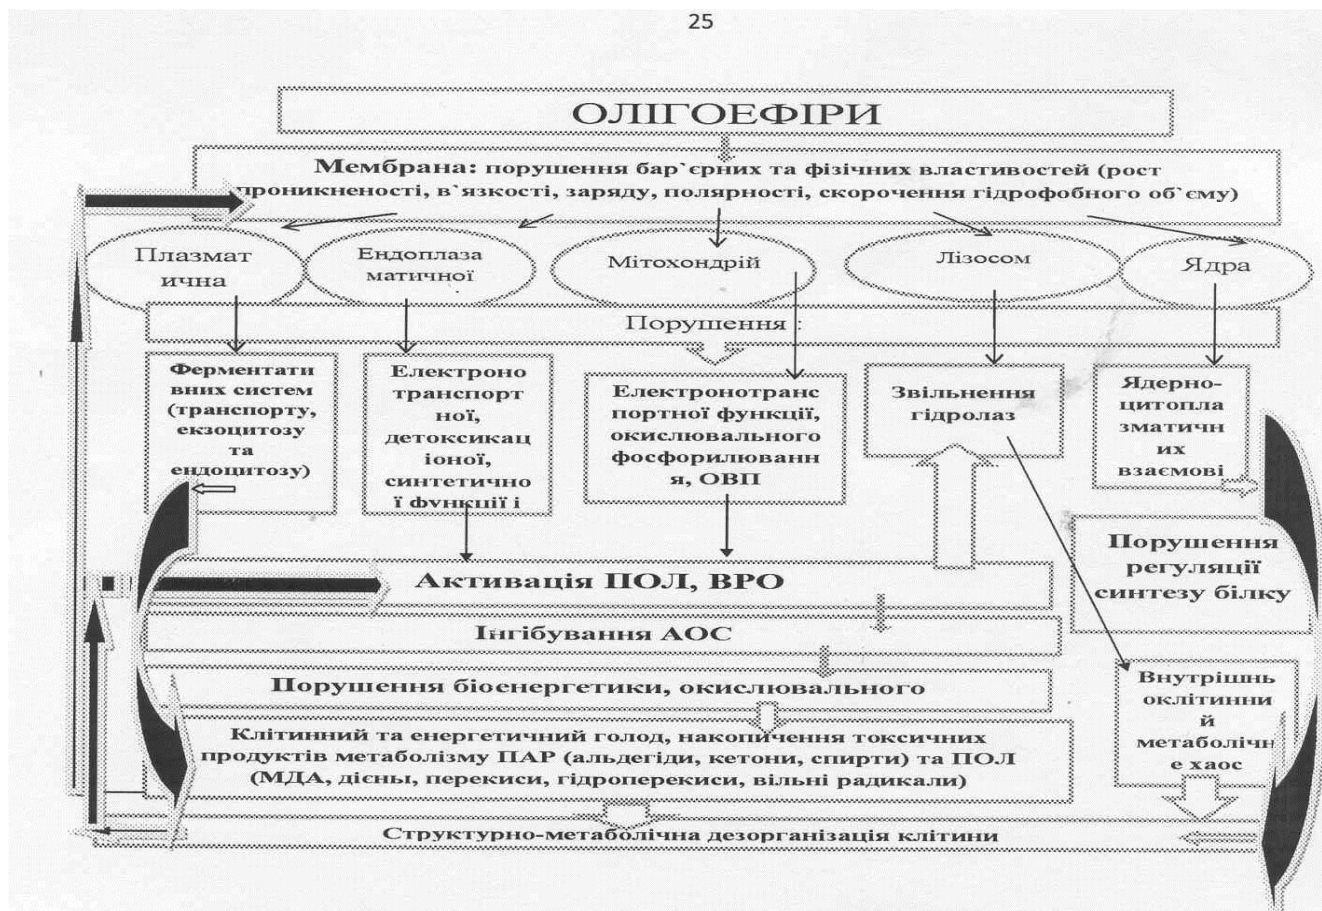 25
ОЛІГОЕФІРИ
Мембрана: порушення бар`єрних та фізичних властивостей (рост
проникненості, в`язкості, заряду, полярності, скорочення гідрофобного об`єму)
Плазмат
ична
Ендоплаза
матичної
Мітохондрій
Лізосом
Ядра
Порушення :
Ферментати
вних систем
(транспорту,
екзоцитозу
та
ендоцитозу)
Електроно
транспорт
ної,
детоксикац
іоної,
синтетично
ї функції і
Електронотранс
портної функції,
окислювального
фосфорилюванн
я, ОВП
Звільнення
гідролаз
Ядерно-
цитопла
зматичн
их
взаємові
Порушення
регуляції
синтезу білку
Активація ПОЛ, ВРО
Інгібування АОС
Порушення біоенергетики, окислювального
Клітинний та енергетичний голод, накопичення токсичних
продуктів метаболізму ПАР (альдегіди, кетони, спирти) та ПОЛ
(МДА, дієны, перекиси, гідроперекиси, вільні радикали)
Внутрішнь
оклітинни
й
метаболічн
е хаос
Структурно-метаболічна дезорганізація клітини